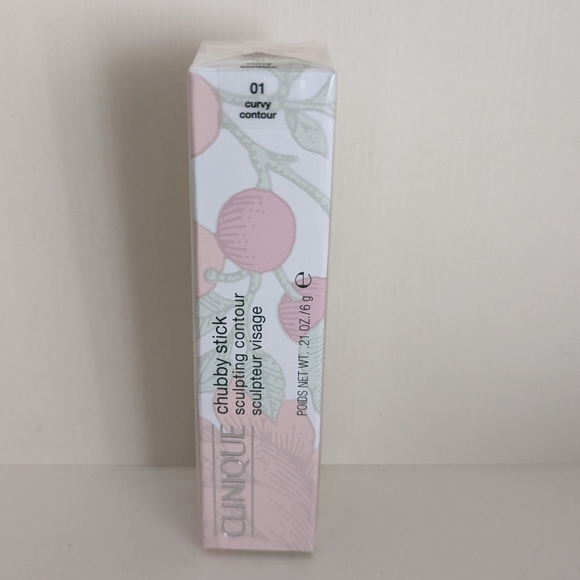 01
curvy
contour
CLINIQUE
chubby stick
sculpting contour
sculpteur visage
POIDS NET WT. .21 OZ./6 g e